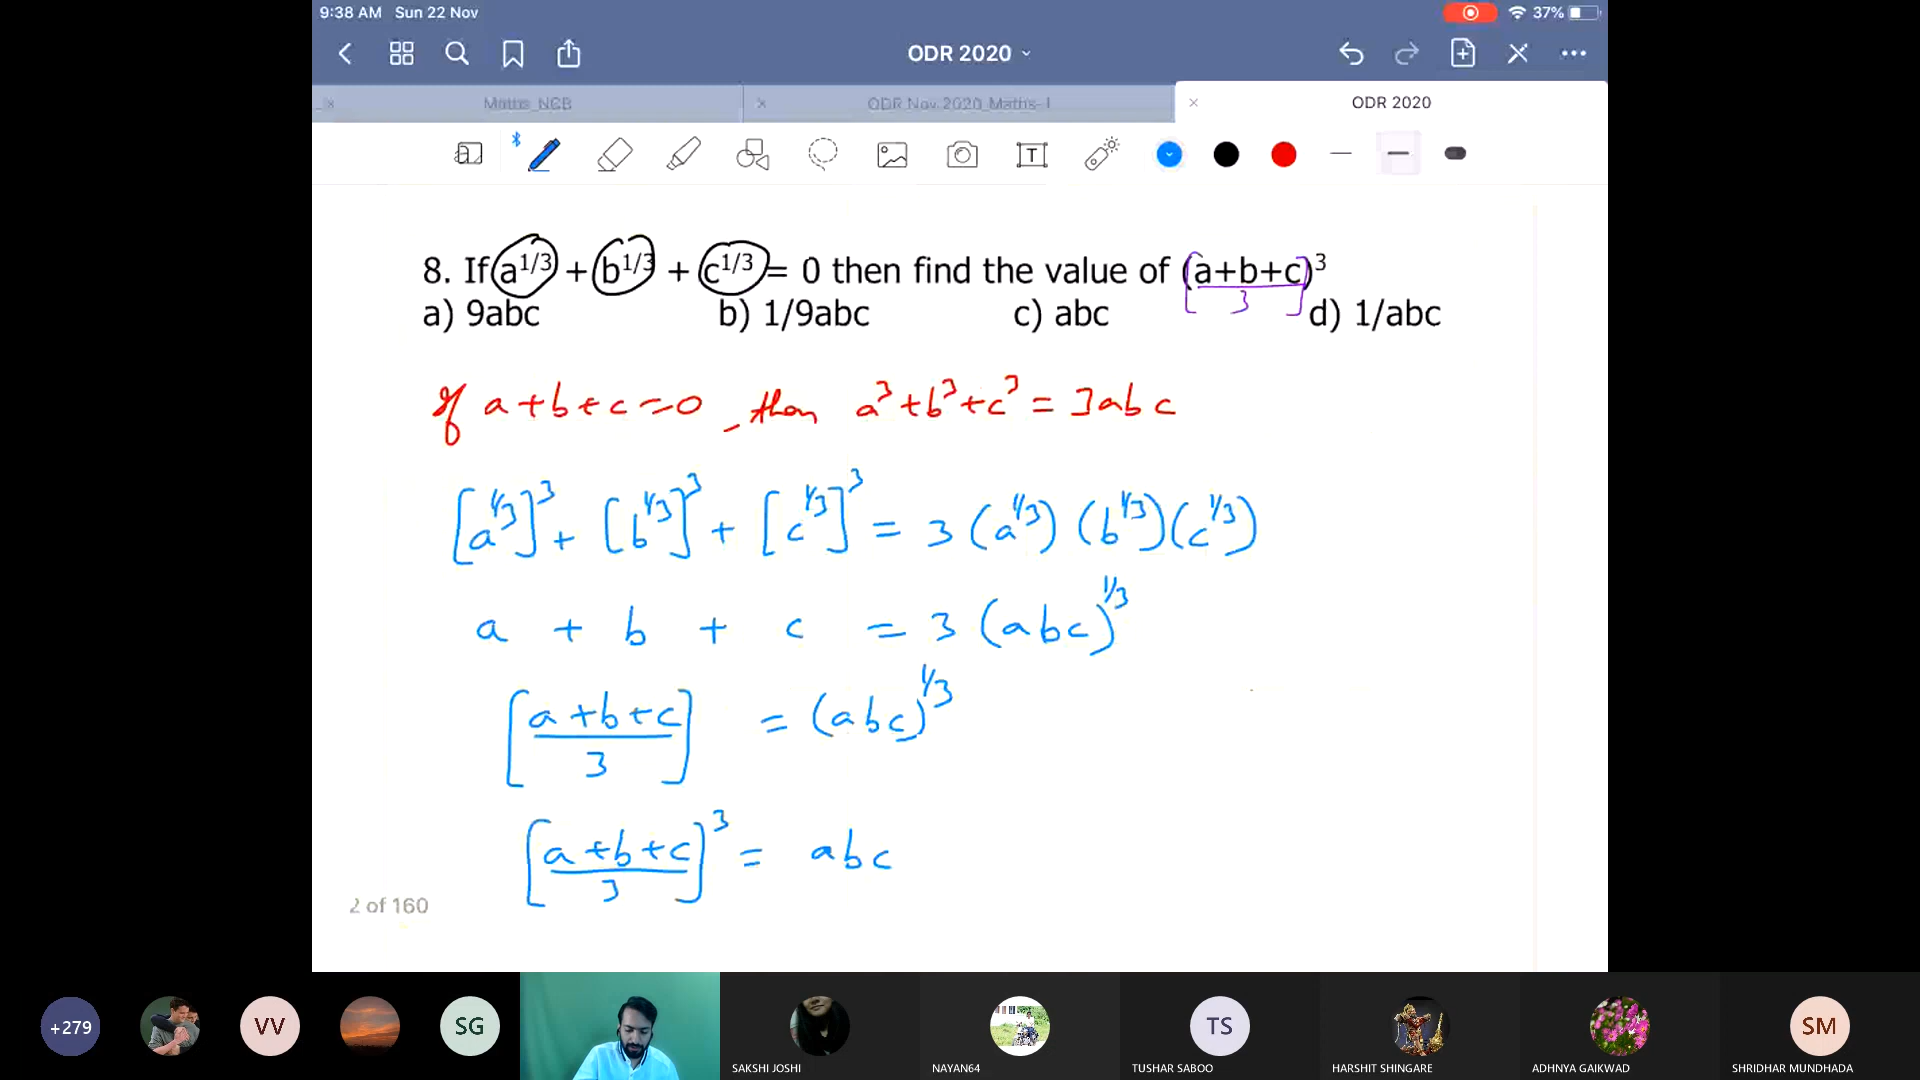 9:38 AM Sun 22 Nov
37%
ODR 2020
Maths_NCB
ODR Nov 2020_Maths-1
ODR 2020
8. If a^1/3 + b^1/3 + c^1/3 = 0 then find the value of (a+b+c)^3
3
a) 9abc b) 1/9abc c) abc d) 1/abc
If a+b+c=0, then a³+b³+c³ = 3abc
[a^1/3]³ + [b^1/3]³ + [c^1/3]³ = 3 (a^1/3) (b^1/3)(c^1/3)
a + b + c = 3 (abc)^1/3
[a+b+c/3] = (abc)^1/3
[a+b+c/3]³ = abc
2 of 160
+279
VV
SG
TS
SM
SAKSHI JOSHI
NAYAN64
TUSHAR SABOO
HARSHIT SHINGARE
ADHNYA GAIKWAD
SHRIDHAR MUNDHADA